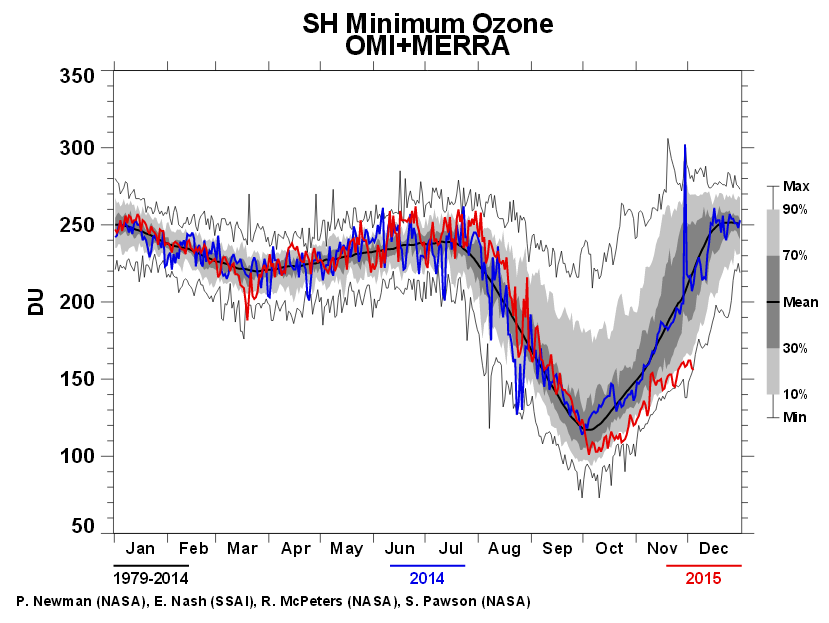 SH Minimum Ozone
OMI+MERRA
350
300
250
200
150
100
50
DU
Max
90%
70%
Mean
30%
10%
Min
Jan Feb Mar Apr May Jun Jul Aug Sep Oct Nov Dec
1979-2014 2014 2015
P. Newman (NASA), E. Nash (SSAI), R. McPeters (NASA), S. Pawson (NASA)